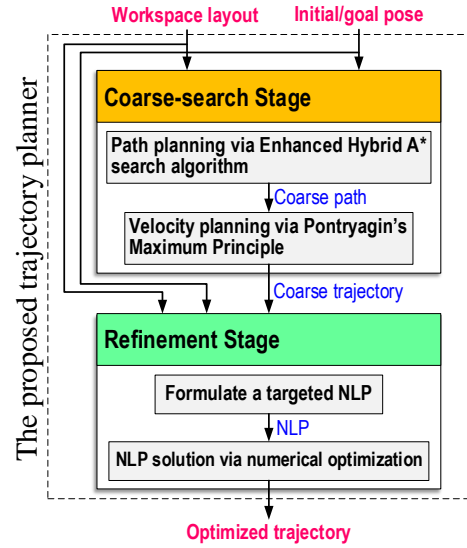 Workspace layout
Initial/goal pose
The proposed trajectory planner
Coarse-search Stage
Path planning via Enhanced Hybrid A*
search algorithm
Coarse path
Velocity planning via Pontryagin's
Maximum Principle
Coarse trajectory
Refinement Stage
Formulate a targeted NLP
NLP
NLP solution via numerical optimization
Optimized trajectory